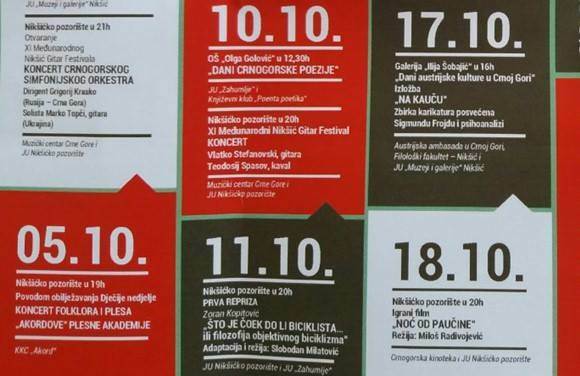 JU „Muzeji i galerije" Nikšić
Nikšićko pozorište u 21h
Otvaranje
XI Međunarodnog
Nikšić Gitar Festivala
KONCERT CRNOGORSKOG
SIMFONIJSKOG ORKESTRA
Dirigent Grigorij Krasko
(Rusija – Crna Gora)
Solista Marko Topči, gitara
(Ukrajina)
Muzički centar Crne Gore i
JU Nikšićko pozorište
05.10.
Nikšićko pozorište u 19h
Povodom obilježavanja Dječije nedjelje
KONCERT FOLKLORA I PLESA
„AKORDOVE" PLESNE AKADEMIJE
KKC „Akord"
10.10.
OŠ „Olga Golović" u 12,30h
„DANI CRNOGORSKE POEZIJE"
JU „Zahumlje" i
Književni klub „Poenta poetika"
Nikšićko pozorište u 20h
XI Međunarodni Nikšić Gitar Festival
KONCERT
Vlatko Stefanovski, gitara
Teodosij Spasov, kaval
Muzički centar Crne Gore i
JU Nikšićko pozorište
11.10.
Nikšićko pozorište u 20h
PRVA REPRIZA
Zoran Kopitović
„ŠTO JE ČOEK DO LI BICIKLISTA...
ili filozofija objektivnog biciklizma"
Adaptacija i režija: Slobodan Milatović
JU Nikšićko pozorište i JU „Zahumlje"
17.10.
Galerija „Ilija Šobajić" u 16h
„Dani austrijske kulture u Crnoj Gori"
Izložba
„NA KAUČU"
Zbirka karikatura posvećena
Sigmundu Frojdu i psihoanalizi
Austrijska ambasada u Crnoj Gori,
Filološki fakultet – Nikšić i
JU „Muzeji i galerije" Nikšić
18.10.
Nikšićko pozorište u 20h
Igrani film
„NOĆ OD PAUČINE"
Režija: Miloš Radivojević
Crnogorska kinoteka i JU Nikšićko pozorište